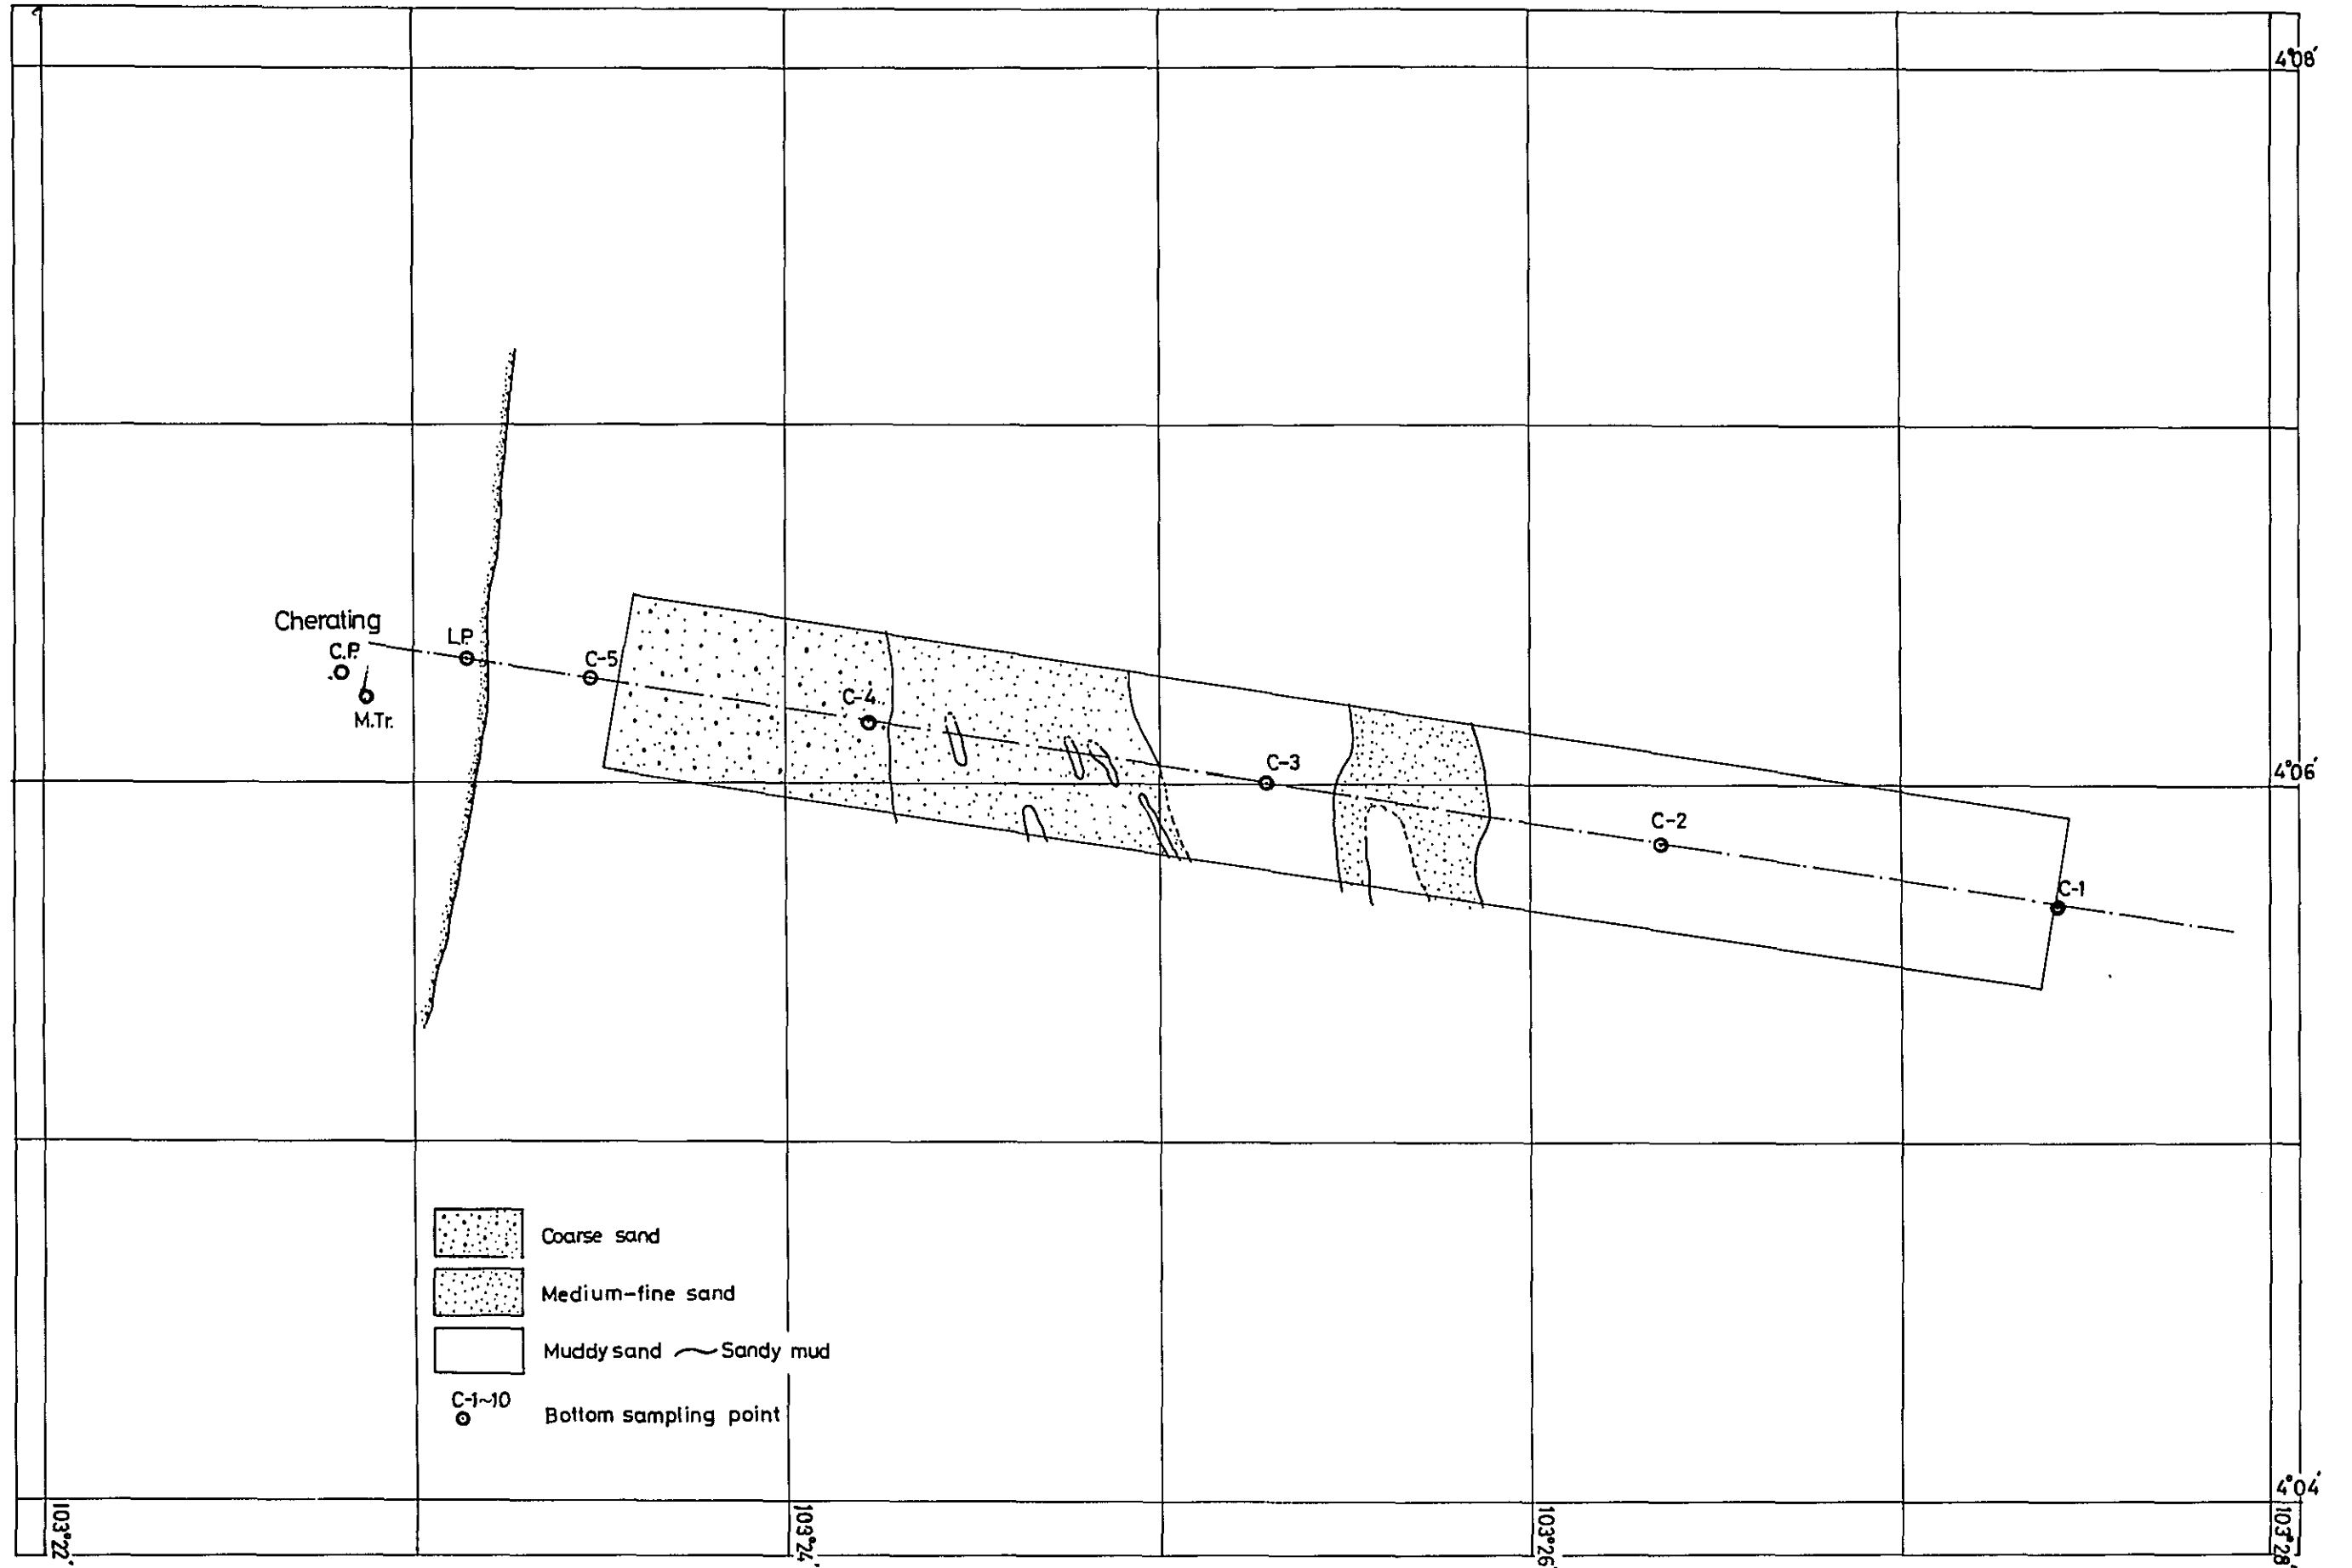 4°08'
Cherating
C.P.
M.Tr.
L.P.
C-5
C-4
C-3
C-2
C-1
4°06'
Coarse sand
Medium-fine sand
Muddy sand Sandy mud
C-1~10
Bottom sampling point
4°04'
103°22'
103°24'
103°26'
103°28'